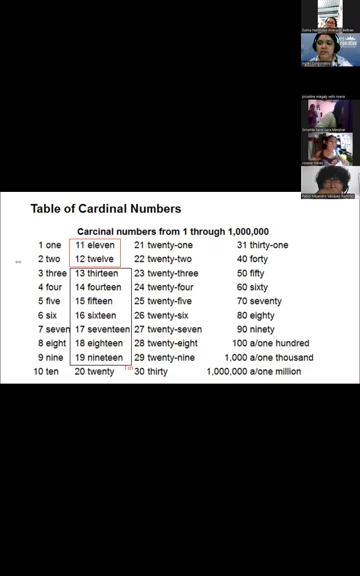 Table of Cardinal Numbers
Carcinal numbers from 1 through 1,000,000
1 one 11 eleven 21 twenty-one 31 thirty-one
2 two 12 twelve 22 twenty-two 40 forty
3 three 13 thirteen 23 twenty-three 50 fifty
4 four 14 fourteen 24 twenty-four 60 sixty
5 five 15 fifteen 25 twenty-five 70 seventy
6 six 16 sixteen 26 twenty-six 80 eighty
7 seven 17 seventeen 27 twenty-seven 90 ninety
8 eight 18 eighteen 28 twenty-eight 100 a/one hundred
9 nine 19 nineteen 29 twenty-nine 1,000 a/one thousand
10 ten 20 twenty 30 thirty 1,000,000 a/one million